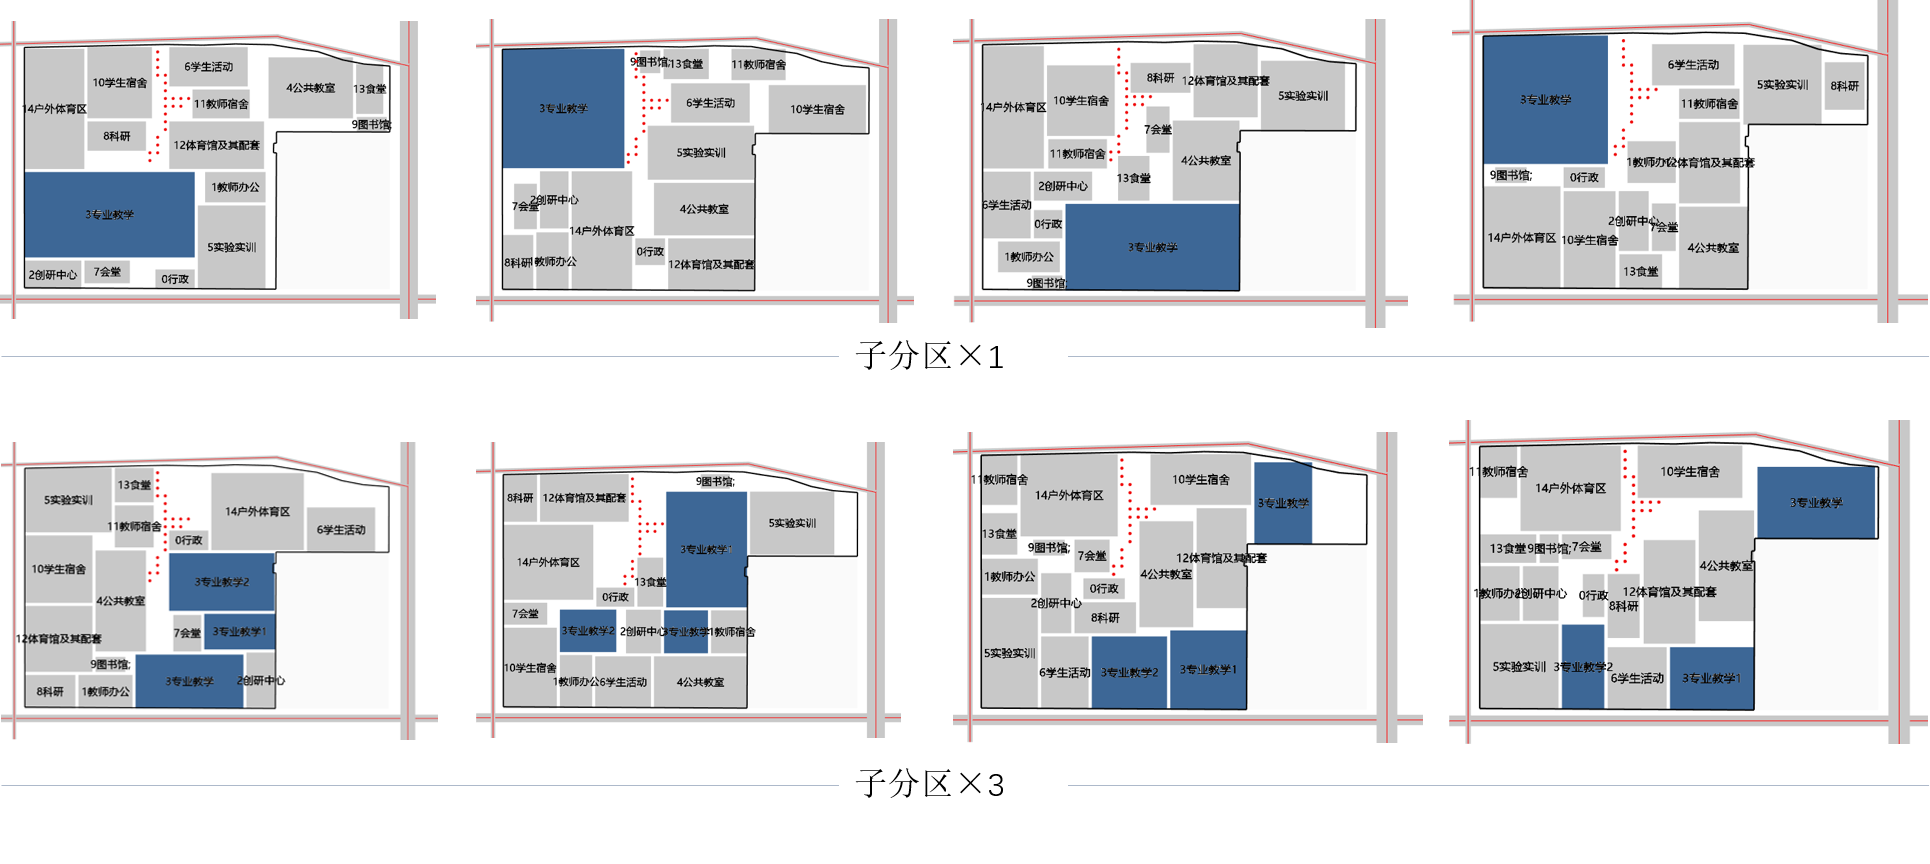 6学生活动
10学生宿舍
4公共教室
13食堂
14户外体育区
11教师宿舍
9图书馆;
8科研
12体育馆及其配套
1教师办公
3专业教学
5实验实训
2创研中心
7会堂
0行政
9图书馆;
13食堂
11教师宿舍
3专业教学
6学生活动
10学生宿舍
5实验实训
7会堂
2创研中心
4公共教室
14户外体育区
0行政
8科研
1教师办公
12体育馆及其配套
8科研
12体育馆及其配套
5实验实训
14户外体育区
10学生宿舍
7会堂
11教师宿舍
4公共教室
13食堂
2创研中心
6学生活动
0行政
3专业教学
1教师办公
9图书馆;
6学生活动
5实验实训
8科研
3专业教学
11教师宿舍
1教师办公
12体育馆及其配套
9图书馆;
0行政
2创研中心
7会堂
14户外体育区
10学生宿舍
4公共教室
13食堂
子分区×1
13食堂
5实验实训
14户外体育区
11教师宿舍
6学生活动
0行政
10学生宿舍
3专业教学2
4公共教室
7会堂
3专业教学1
12体育馆及其配套
9图书馆;
3专业教学
2创研中心
8科研
1教师办公
9图书馆;
8科研
12体育馆及其配套
5实验实训
3专业教学1
14户外体育区
13食堂
0行政
7会堂
3专业教学2
2创研中心
3专业教学
11教师宿舍
10学生宿舍
1教师办公
6学生活动
4公共教室
11教师宿舍
10学生宿舍
14户外体育区
3专业教学
13食堂
9图书馆;
7会堂
12体育馆及其配套
1教师办公
4公共教室
0行政
2创研中心
8科研
5实验实训
6学生活动
3专业教学2
3专业教学1
11教师宿舍
10学生宿舍
14户外体育区
3专业教学
13食堂
9图书馆;
7会堂
4公共教室
1教师办公
2创研中心
0行政
12体育馆及其配套
8科研
5实验实训
3专业教学2
6学生活动
3专业教学1
子分区×3